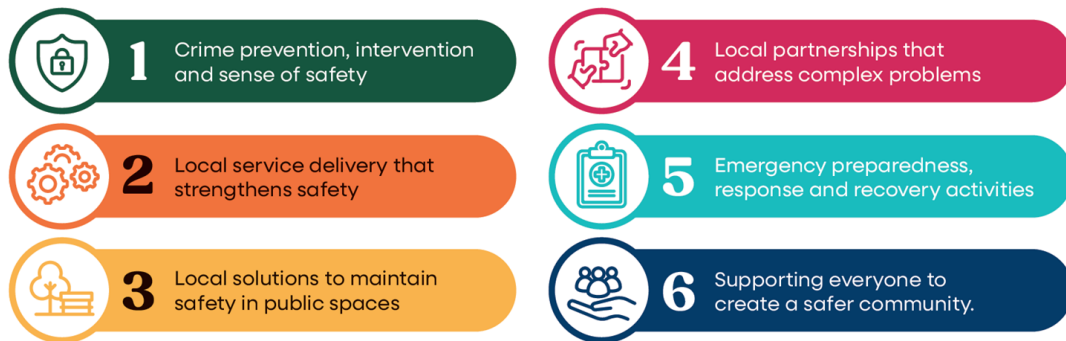 1
Crime prevention, intervention
and sense of safety
2
Local service delivery that
strengthens safety
3
Local solutions to maintain
safety in public spaces
4
Local partnerships that
address complex problems
5
Emergency preparedness,
response and recovery activities
6
Supporting everyone to
create a safer community.